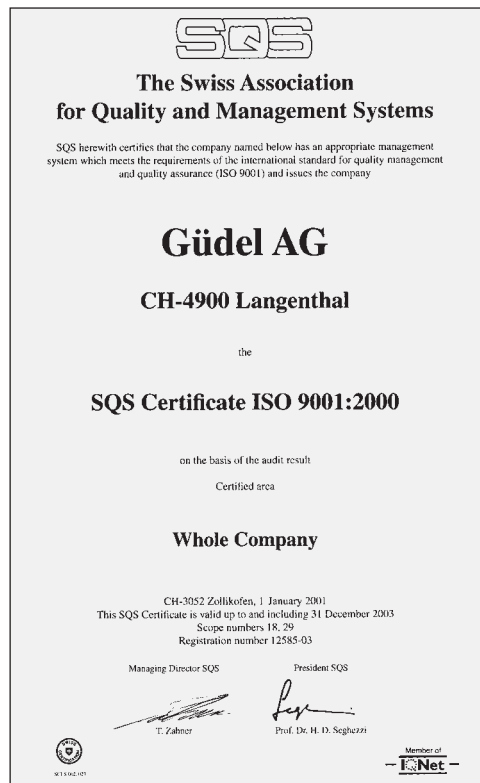 SQS
The Swiss Association
for Quality and Management Systems
SQS herewith certifies that the company named below has an appropriate management
system which meets the requirements of the international standard for quality management
and quality assurance (ISO 9001) and issues the company
Güdel AG
CH-4900 Langenthal
the
SQS Certificate ISO 9001:2000
on the basis of the audit result
Certified area
Whole Company
CH-3052 Zollikofen, 1 January 2001
This SQS Certificate is valid up to and including 31 December 2003
Scope numbers 18, 29
Registration number 12585-03
Managing Director SQS President SQS
T. Zahner Prof. Dr. H. D. Seghezzi
SWISS
Member of
IQNet